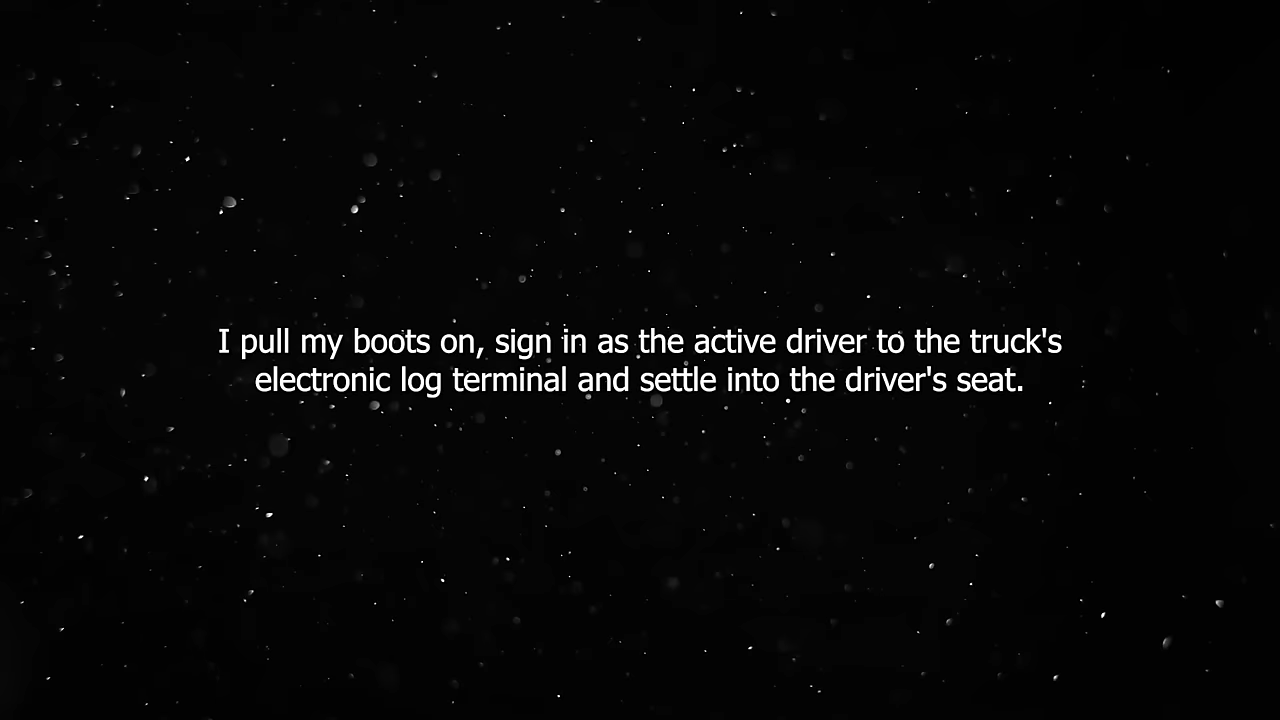 I pull my boots on, sign in as the active driver to the truck's
electronic log terminal and settle into the driver's seat.